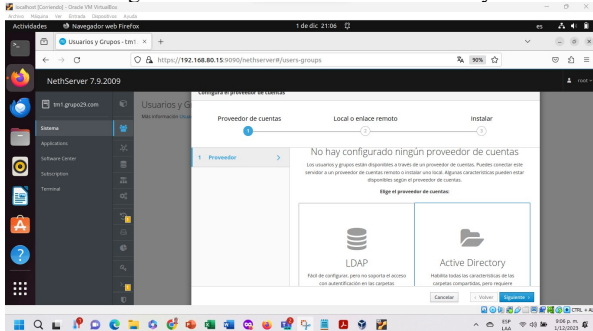 localhost [Corriendo] - Oracle VM VirtualBox
Archivo Máquina Ver Entrada Dispositivos Ayuda
Actividades Navegador web Firefox 1 de dic 21:06 es
Usuarios y Grupos - tm1
https://192.168.80.15:9090/nethserver#/users-groups 90%
NethServer 7.9.2009 root
tm1.grupo29.com
Usuarios y G
Más información
Sistema
Applications
Software Center
Subscription
Terminal
Configura el proveedor de cuentas
Proveedor de cuentas Local o enlace remoto Instalar
1 2 3
1 Proveedor
No hay configurado ningún proveedor de cuentas
Los usuarios y grupos están disponibles a través de un proveedor de cuentas. Puedes conectar este
servidor a un proveedor de cuentas remoto o instalar uno local. Algunas características pueden estar
disponibles según el proveedor de cuentas.
Elige el proveedor de cuentas:
LDAP
Fácil de configurar, pero no soporta el acceso
con autentificación en las carpetas
Active Directory
Habilita todas las características de las
carpetas compartidas, pero requiere
Cancelar Volver Siguiente
ESP
LAA
9:06 p. m.
1/12/2023